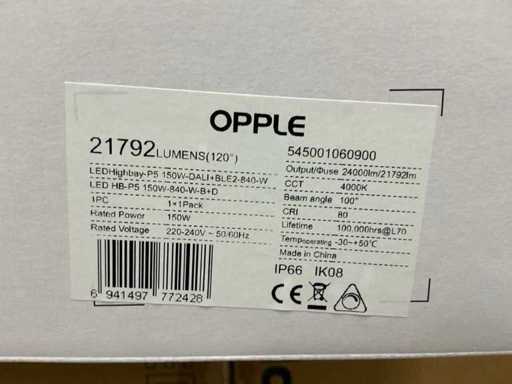 OPPLE
21792LUMENS(120°)
LEDHighbay-P5 150W-DALI+BLE2-840-W
LED HB-P5 150W-840-W-B+D
1PC 1×1Pack
Rated Power 150W
Rated Voltage 220-240V ~ 50/60Hz
6 941497 772428
545001060900
Output/Φuse 24000lm/21792lm
CCT 4000K
Beam angle 100°
CRI 80
Lifetime 100,000hrs@L70
Tempoperating -30~+50℃
Made in China
IP66 IK08
CE